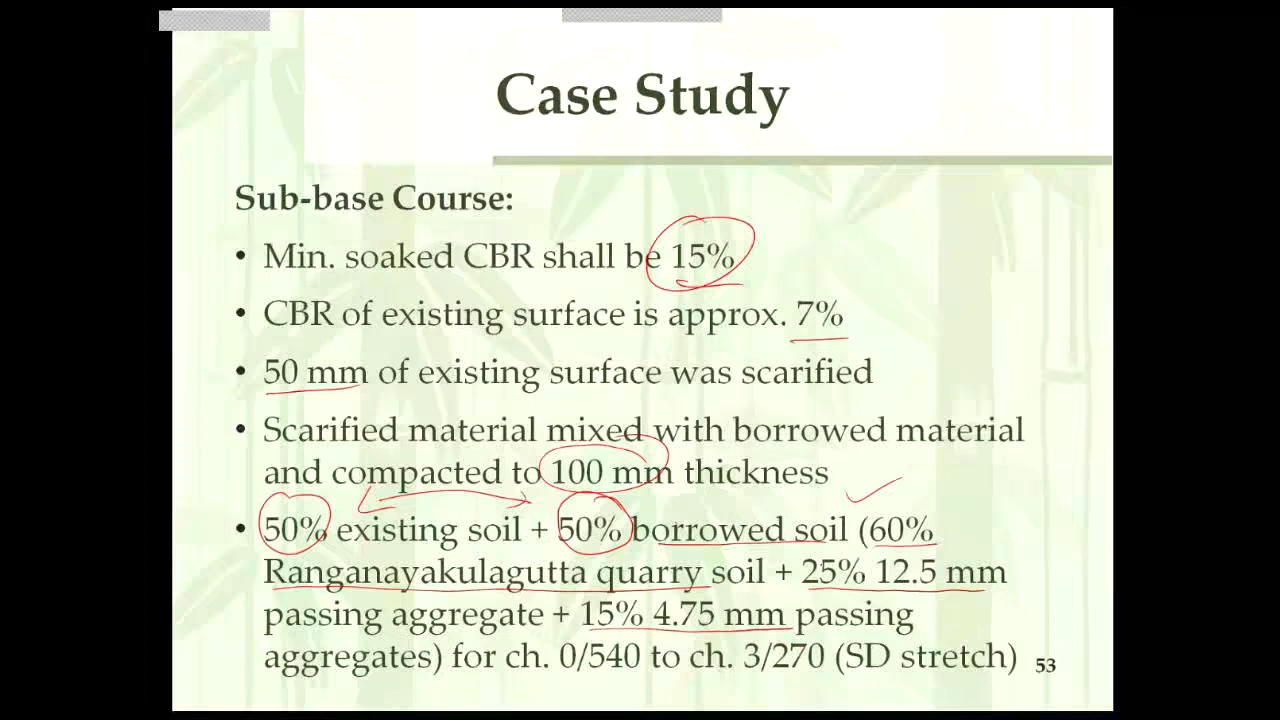 Case Study
Sub-base Course:
• Min. soaked CBR shall be 15%
• CBR of existing surface is approx. 7%
• 50 mm of existing surface was scarified
• Scarified material mixed with borrowed material
and compacted to 100 mm thickness
• 50% existing soil + 50% borrowed soil (60%
Ranganayakulagutta quarry soil + 25% 12.5 mm
passing aggregate + 15% 4.75 mm passing
aggregates) for ch. 0/540 to ch. 3/270 (SD stretch)
53